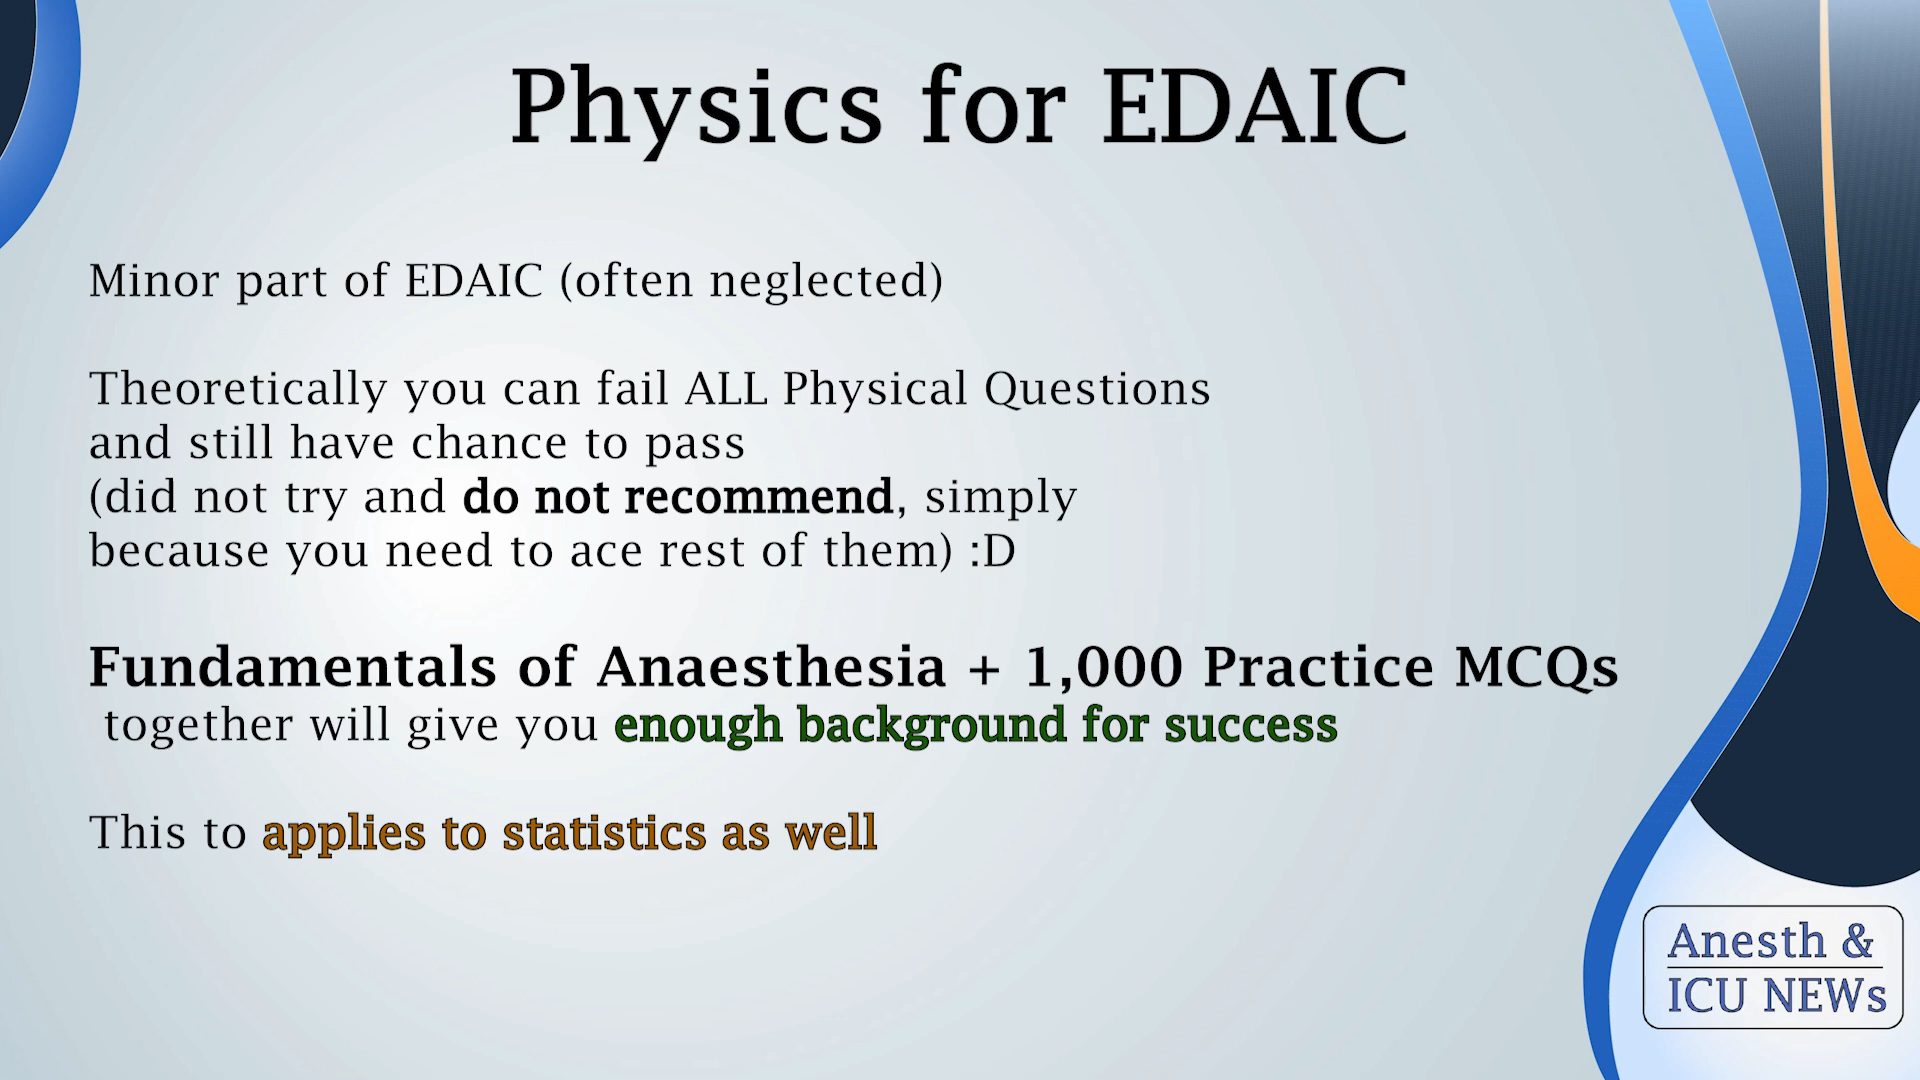 Physics for EDAIC
Minor part of EDAIC (often neglected)
Theoretically you can fail ALL Physical Questions
and still have chance to pass
(did not try and do not recommend, simply
because you need to ace rest of them) :D
Fundamentals of Anaesthesia + 1,000 Practice MCQs
together will give you enough background for success
This to applies to statistics as well
Anesth &
ICU NEWs